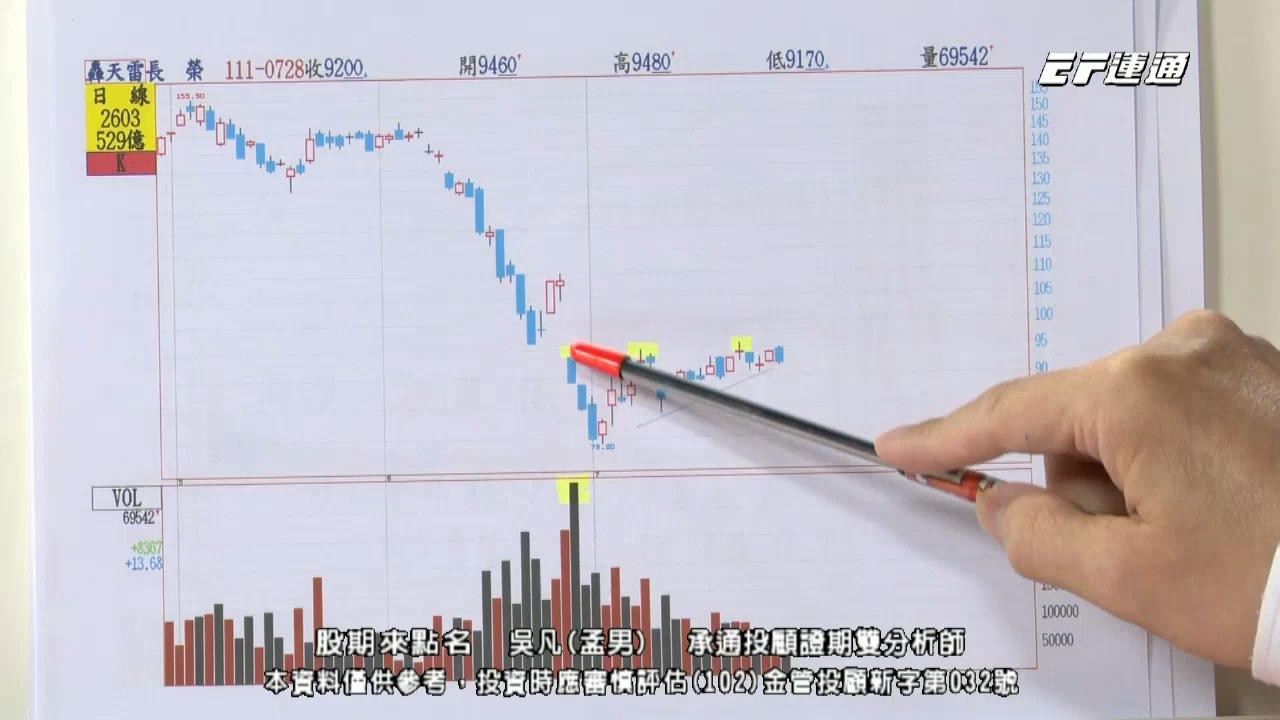 轟天雷長 榮 111-0728收9200. 開9460' 高9480' 低9170. 量69542'
EF運通
日 線
2603
529億
K
155.50
155
150
145
140
135
130
125
120
115
110
105
100
95
90
79.20
5 6 7
VOL
69542'
+8367
+13.68
100000
50000
股期來點名 吳凡(孟男) 承通投顧證期雙分析師
本資料僅供參考，投資時應審慎評估(102)金管投顧新字第032號